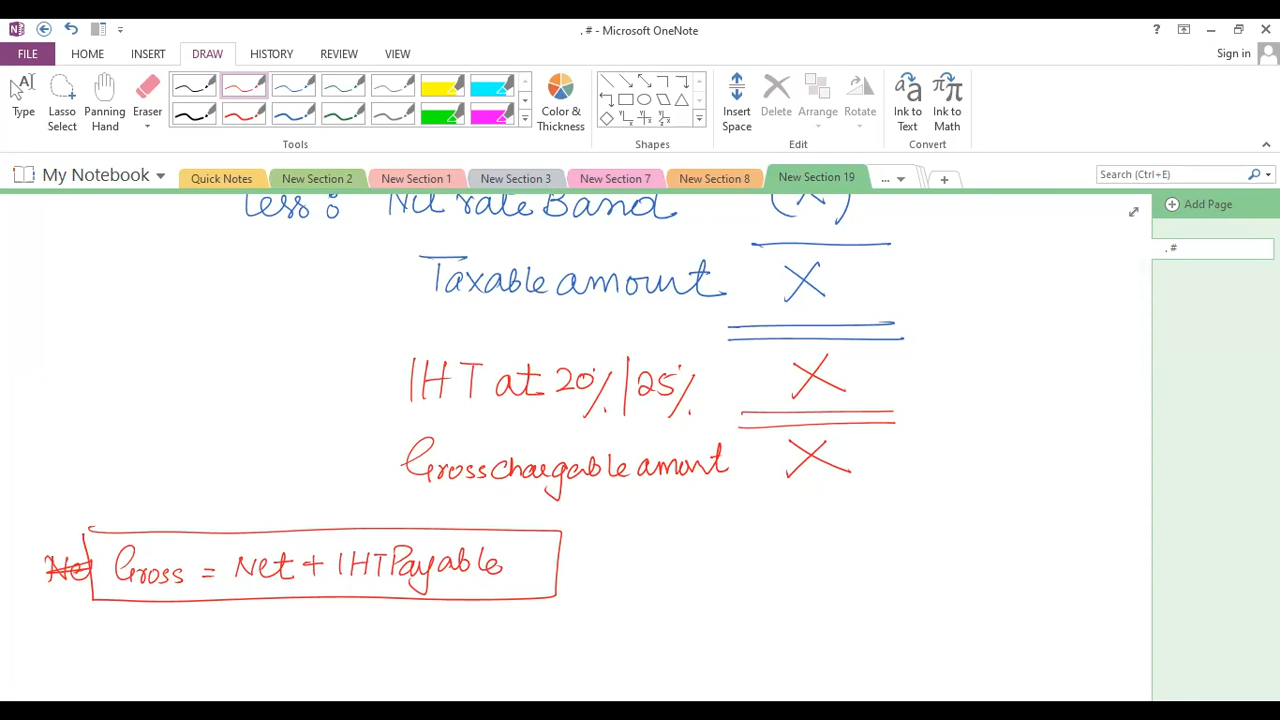 . # - Microsoft OneNote
?
Sign in
FILE HOME INSERT DRAW HISTORY REVIEW VIEW
Type
Lasso Select
Panning Hand
Eraser
Color & Thickness
Insert Space
Delete
Arrange
Rotate
Ink to Text
Ink to Math
Tools
Shapes
Edit
Convert
My Notebook
Quick Notes
New Section 2
New Section 1
New Section 3
New Section 7
New Section 8
New Section 19
...
Search (Ctrl+E)
Add Page
. #
Less : Nil rate Band (X)
Taxable amount X
IHT at 20% | 25% X
Gross chargable amount X
Gross = Net + IHT Payable